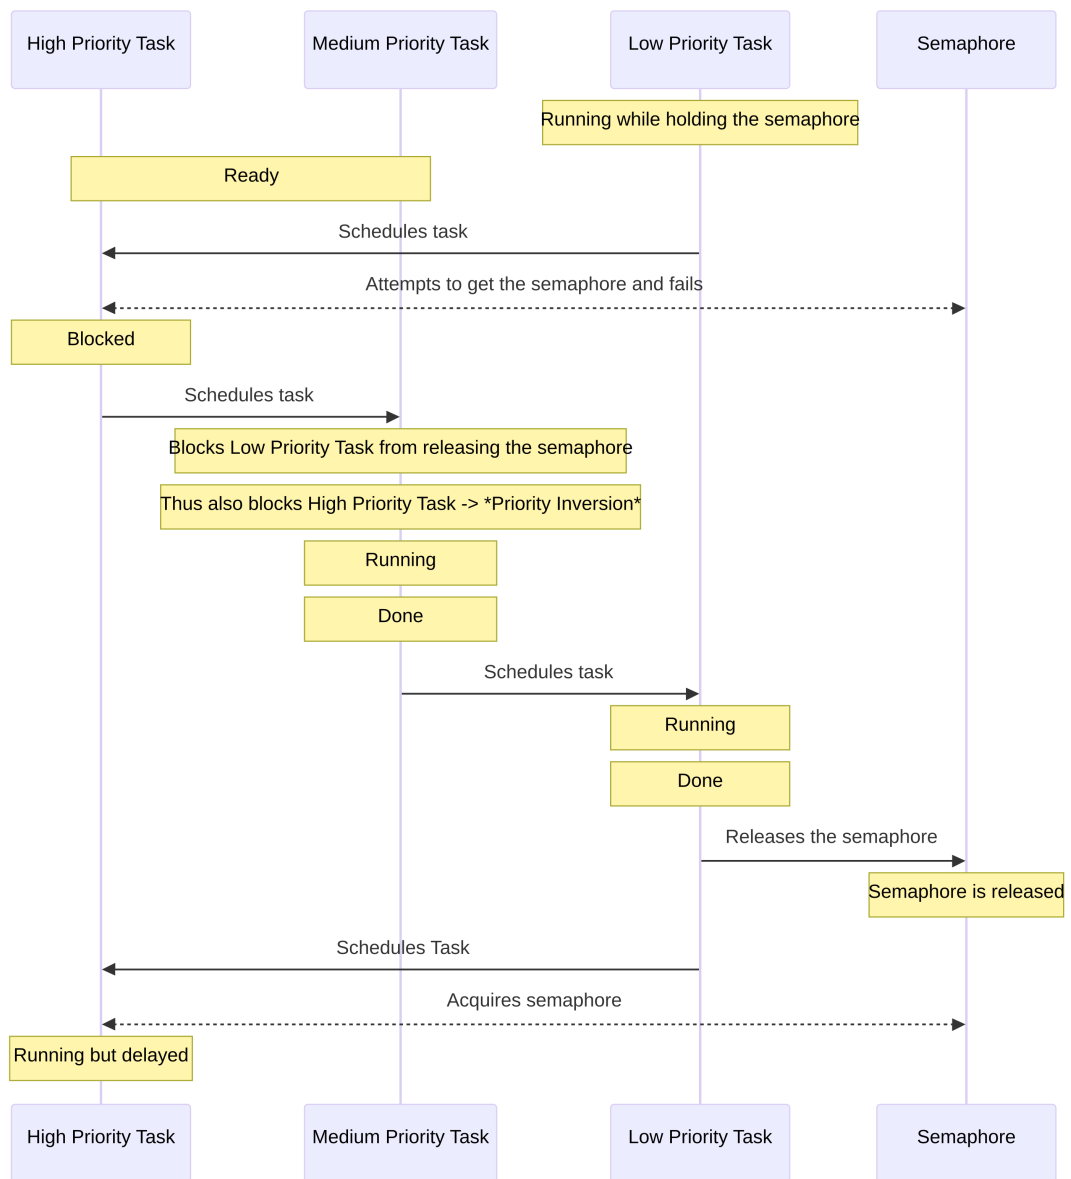 High Priority Task
Medium Priority Task
Low Priority Task
Semaphore
Running while holding the semaphore
Ready
Schedules task
Attempts to get the semaphore and fails
Blocked
Schedules task
Blocks Low Priority Task from releasing the semaphore
Thus also blocks High Priority Task -> *Priority Inversion*
Running
Done
Schedules task
Running
Done
Releases the semaphore
Semaphore is released
Schedules Task
Acquires semaphore
Running but delayed
High Priority Task
Medium Priority Task
Low Priority Task
Semaphore